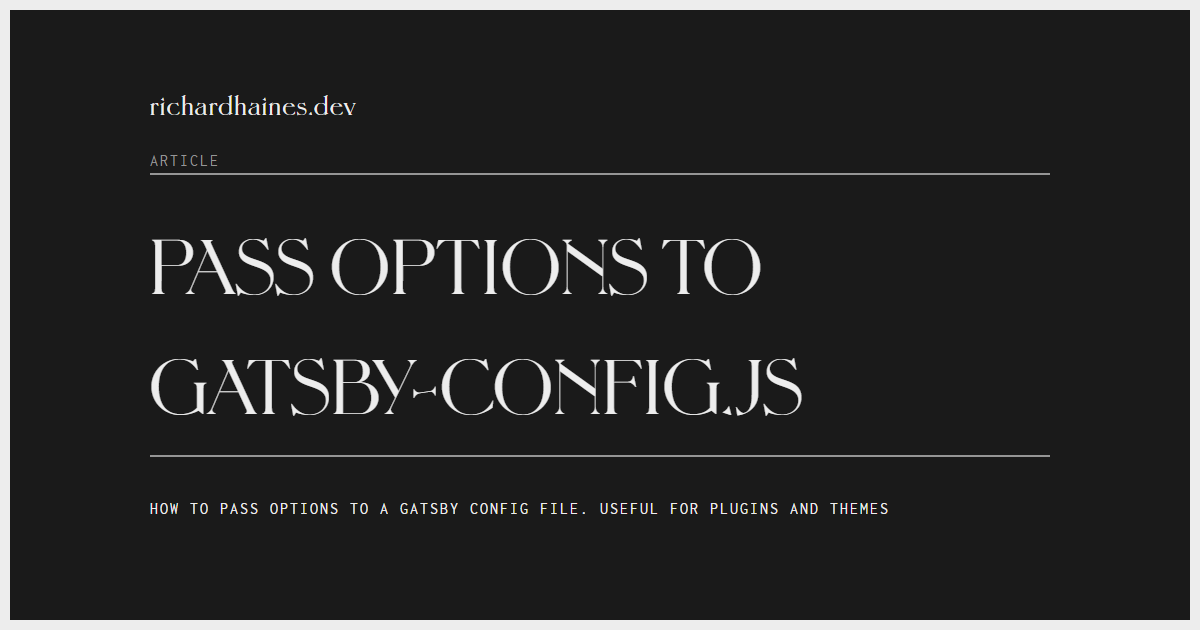 richardhaines.dev
ARTICLE
PASS OPTIONS TO
GATSBY-CONFIG.JS
HOW TO PASS OPTIONS TO A GATSBY CONFIG FILE. USEFUL FOR PLUGINS AND THEMES